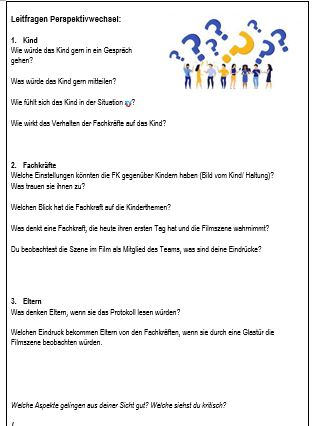 Leitfragen Perspektivwechsel:
1. Kind
Wie würde das Kind gern in ein Gespräch
gehen?
Was würde das Kind gern mitteilen?
Wie fühlt sich das Kind in der Situation xy?
Wie wirkt das Verhalten der Fachkräfte auf das Kind?
2. Fachkräfte
Welche Einstellungen könnten die FK gegenüber Kindern haben (Bild vom Kind/ Haltung)?
Was trauen sie ihnen zu?
Welchen Blick hat die Fachkraft auf die Kinderthemen?
Was denkt eine Fachkraft, die heute ihren ersten Tag hat und die Filmszene wahrnimmt?
Du beobachtest die Szene im Film als Mitglied des Teams, was sind deine Eindrücke?
3. Eltern
Was denken Eltern, wenn sie das Protokoll lesen würden?
Welchen Eindruck bekommen Eltern von den Fachkräften, wenn sie durch eine Glastür die
Filmszene beobachten würden.
Welche Aspekte gelingen aus deiner Sicht gut? Welche siehst du kritisch?